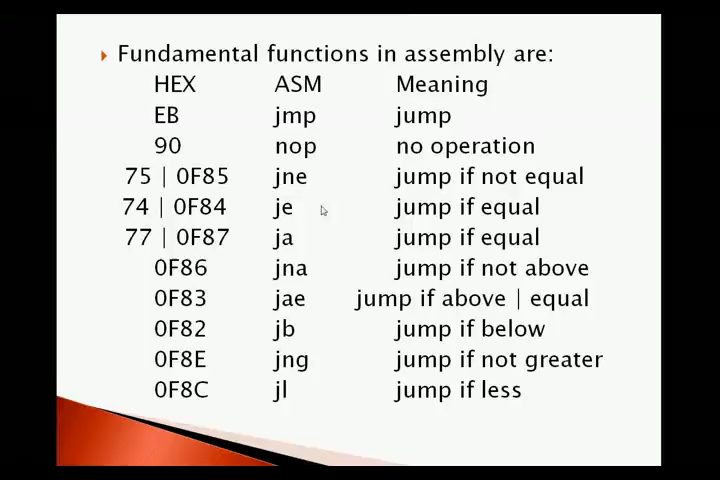 Fundamental functions in assembly are:
HEX ASM Meaning
EB jmp jump
90 nop no operation
75 | 0F85 jne jump if not equal
74 | 0F84 je jump if equal
77 | 0F87 ja jump if equal
0F86 jna jump if not above
0F83 jae jump if above | equal
0F82 jb jump if below
0F8E jng jump if not greater
0F8C jl jump if less